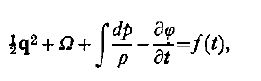 ½q² + Ω + ∫ dp/ρ − ∂φ/∂t = f(t),